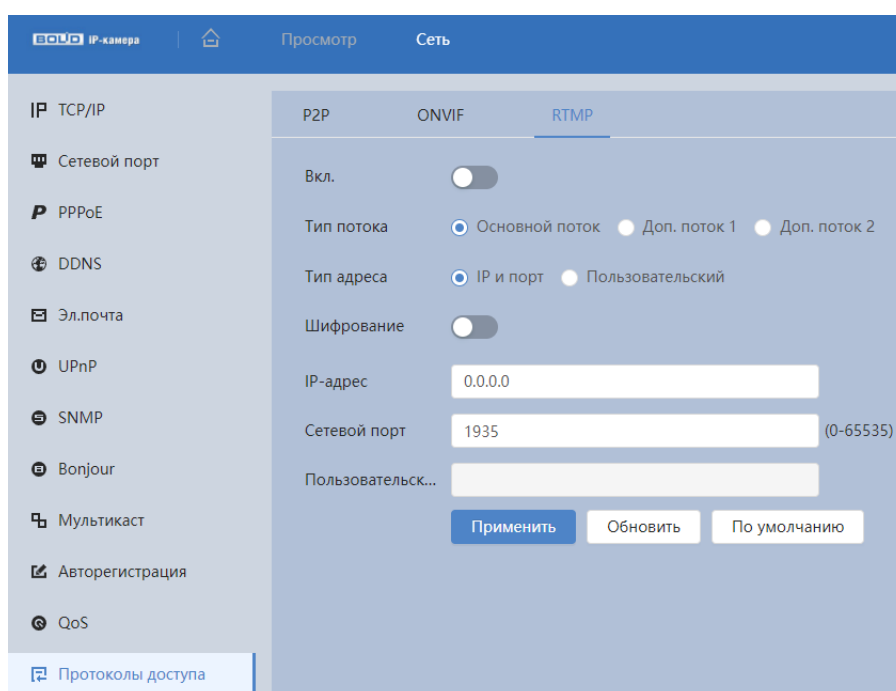 BOLID IP-камера
Просмотр
Сеть
TCP/IP
Сетевой порт
PPPoE
DDNS
Эл.почта
UPnP
SNMP
Bonjour
Мультикаст
Авторегистрация
QoS
Протоколы доступа
P2P ONVIF RTMP
Вкл.
Тип потока Основной поток Доп. поток 1 Доп. поток 2
Тип адреса IP и порт Пользовательский
Шифрование
IP-адрес 0.0.0.0
Сетевой порт 1935 (0-65535)
Пользовательск...
Применить Обновить По умолчанию